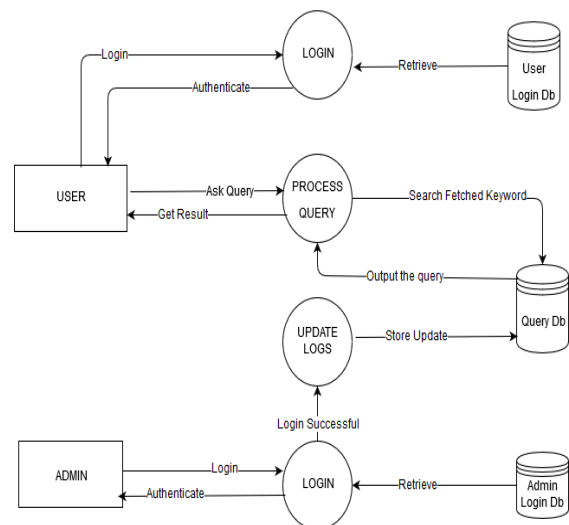 Login
LOGIN
Retrieve
User
Login Db
Authenticate
USER
Ask Query
Get Result
PROCESS
QUERY
Search Fetched Keyword
Output the query
Query Db
UPDATE
LOGS
Store Update
Login Successful
ADMIN
Login
Authenticate
LOGIN
Retrieve
Admin
Login Db